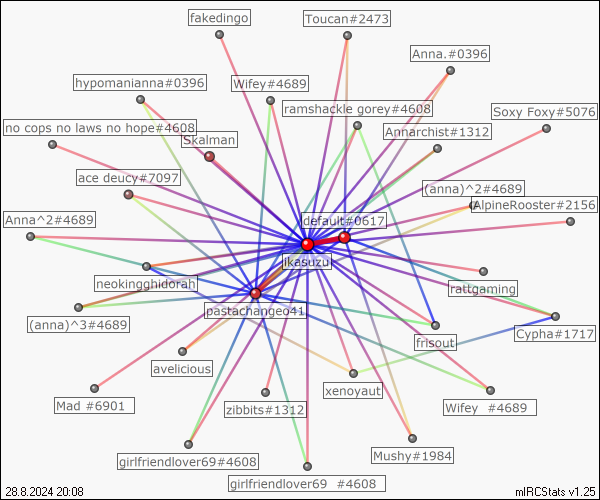 fakedingo
Toucan#2473
Anna.#0396
hypomanianna#0396
Wifey#4689
ramshackle gorey#4608
Soxy Foxy#5076
no cops no laws no hope#4608
Skalman
Annarchist#1312
ace deucy#7097
(anna)^2#4689
AlpineRooster#2156
Anna^2#4689
default#0617
ikasuzu
neokingghidorah
rattgaming
pastachangeo41
(anna)^3#4689
frisout
Cypha#1717
avelicious
xenoyaut
Mad #6901
zibbits#1312
Wifey #4689
girlfriendlover69#4608
Mushy#1984
girlfriendlover69 #4608
28.8.2024 20:08
mIRCStats v1.25